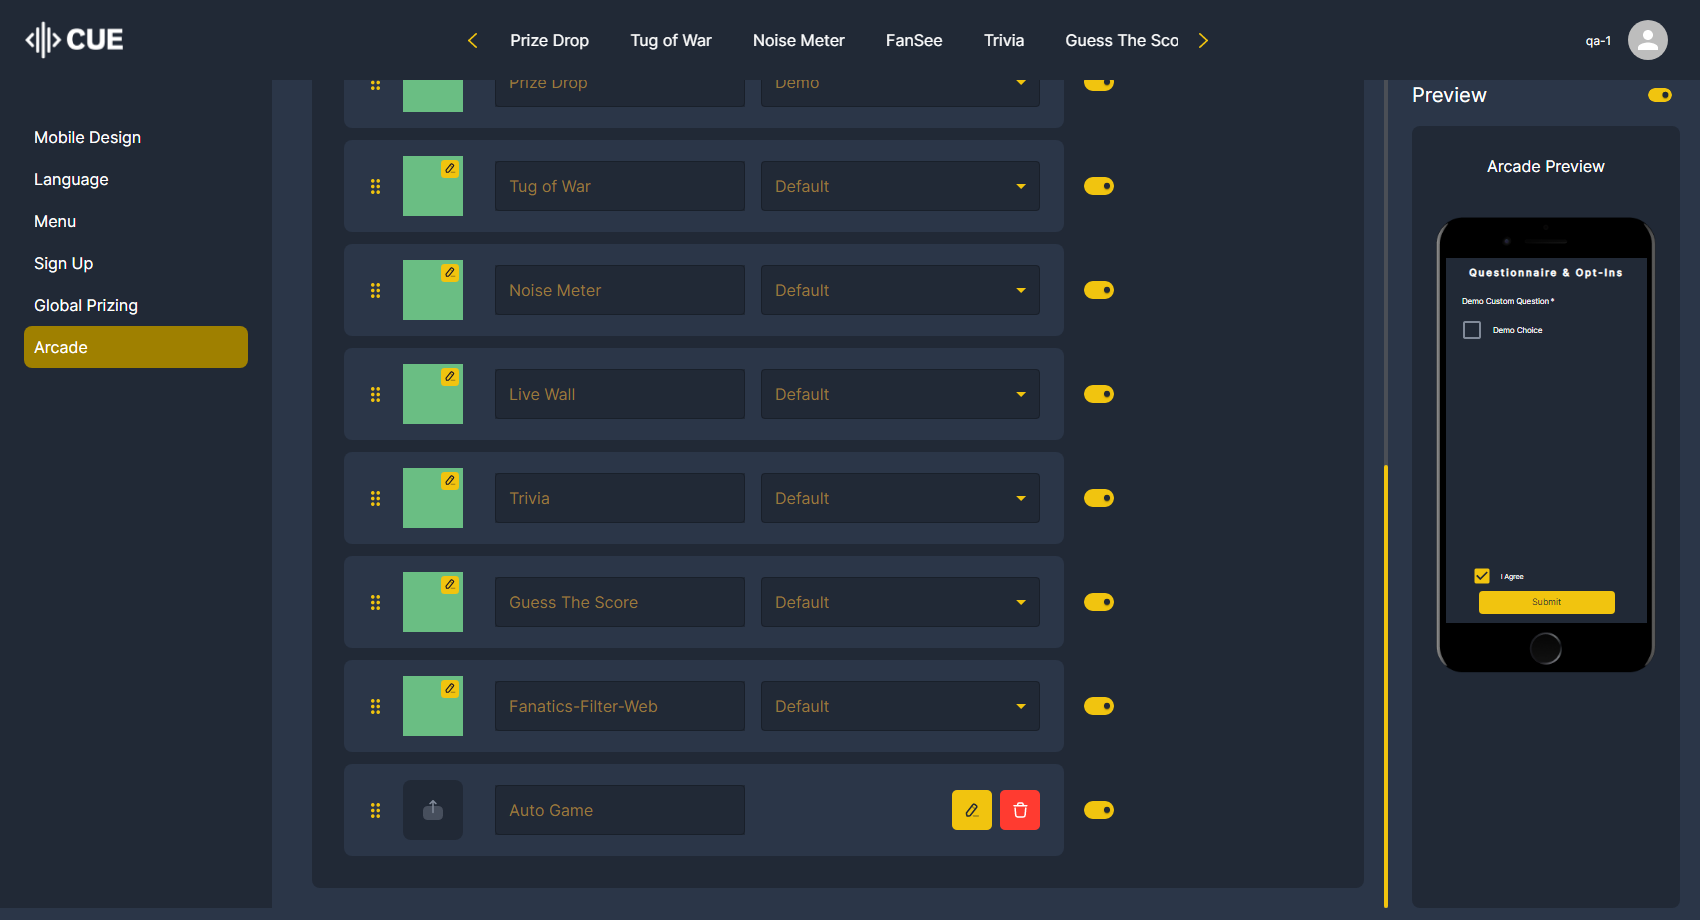 CUE
Prize Drop
Tug of War
Noise Meter
FanSee
Trivia
Guess The Sco
qa-1
Mobile Design
Language
Menu
Sign Up
Global Prizing
Arcade
Prize Drop
Demo
Tug of War
Default
Noise Meter
Default
Live Wall
Default
Trivia
Default
Guess The Score
Default
Fanatics-Filter-Web
Default
Auto Game
Preview
Arcade Preview
Questionnaire & Opt-Ins
Demo Custom Question *
Demo Choice
I Agree
Submit